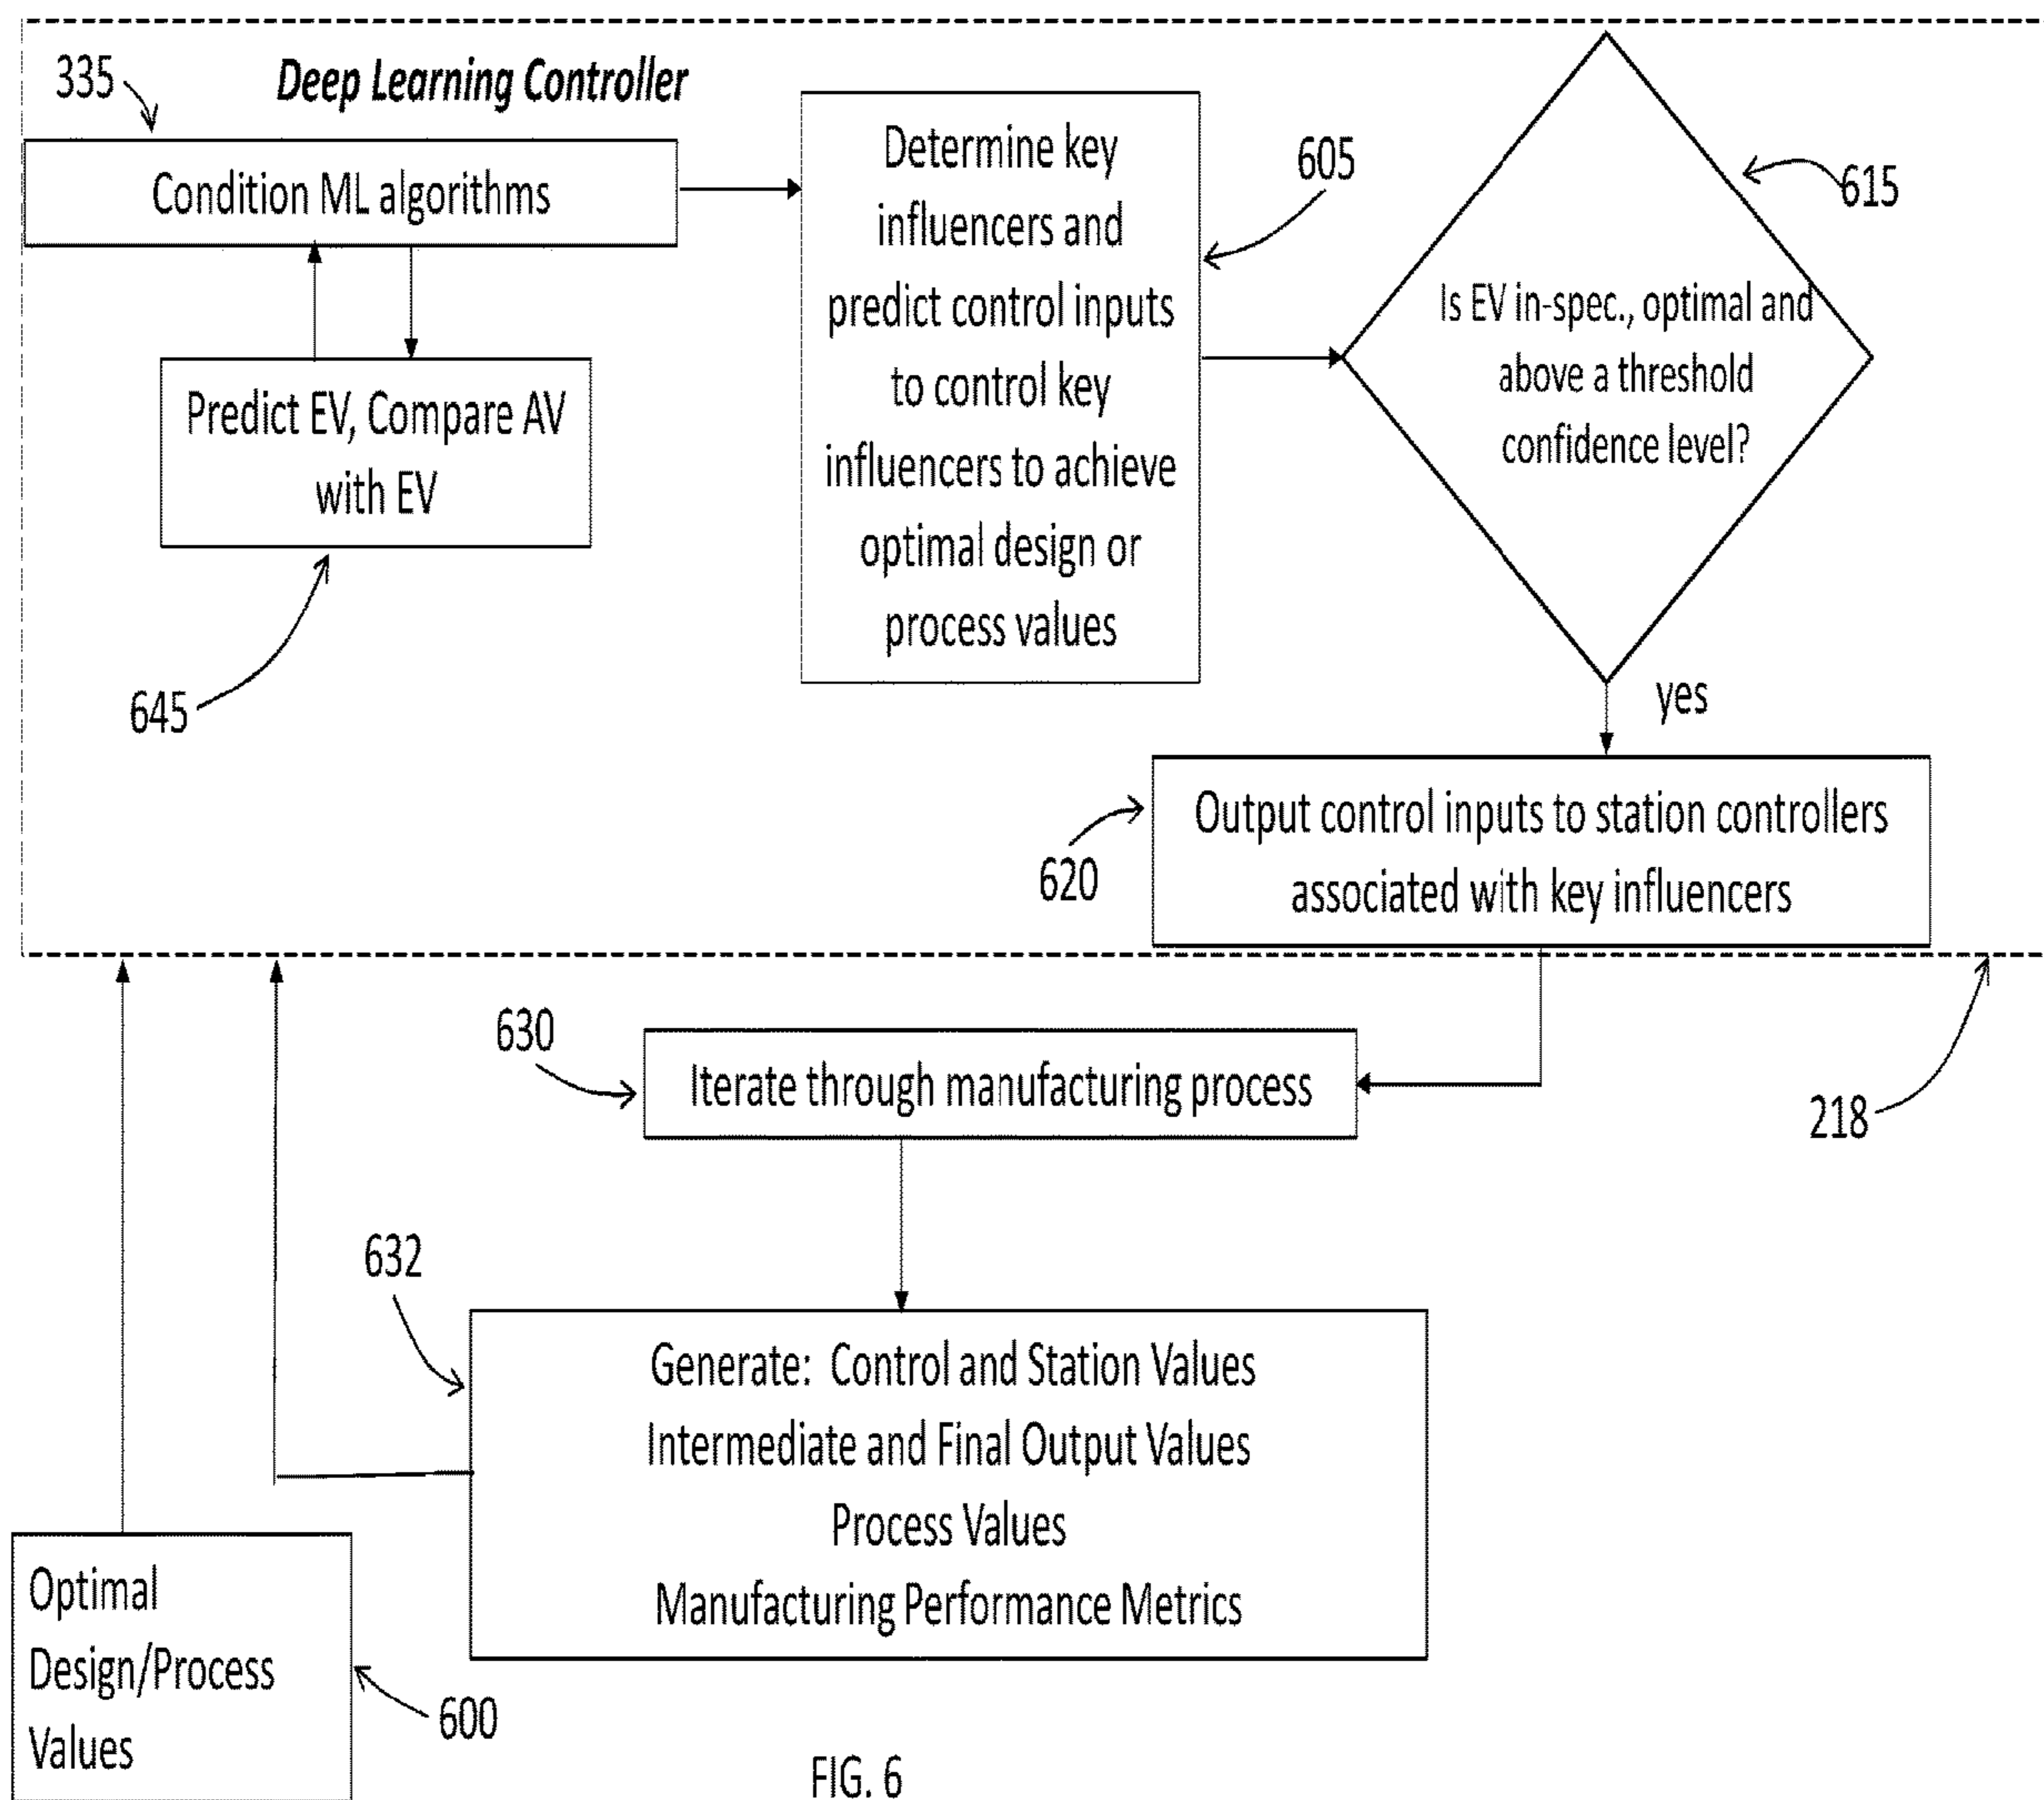 Deep Learning Controller
335
Condition ML algorithms
Predict EV, Compare AV
with EV
645
Determine key
influencers and
predict control inputs
to control key
influencers to achieve
optimal design or
process values
605
615
Is EV in-spec., optimal and
above a threshold
confidence level?
yes
620
Output control inputs to station controllers
associated with key influencers
218
630
Iterate through manufacturing process
632
Generate: Control and Station Values
Intermediate and Final Output Values
Process Values
Manufacturing Performance Metrics
Optimal
Design/Process
Values
600
FIG. 6